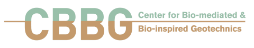 CBBG
Center for Bio-mediated &
Bio-inspired Geotechnics